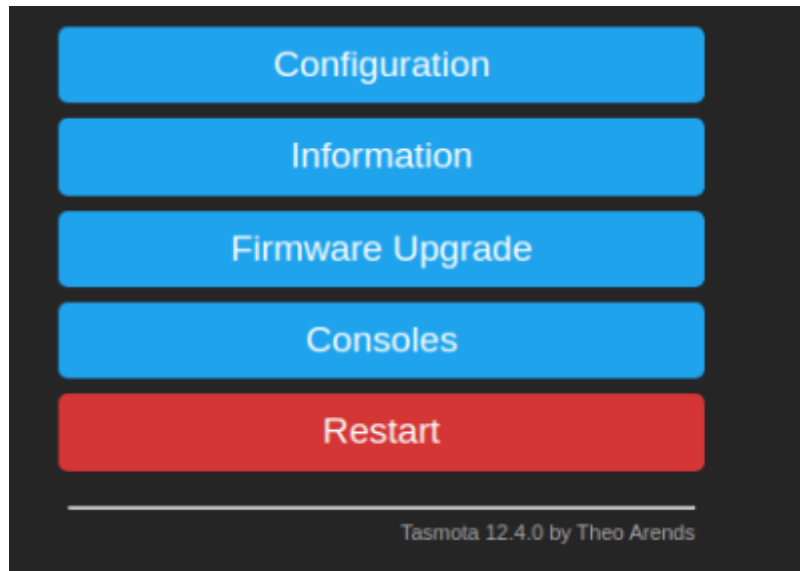 Configuration
Information
Firmware Upgrade
Consoles
Restart
Tasmota 12.4.0 by Theo Arends